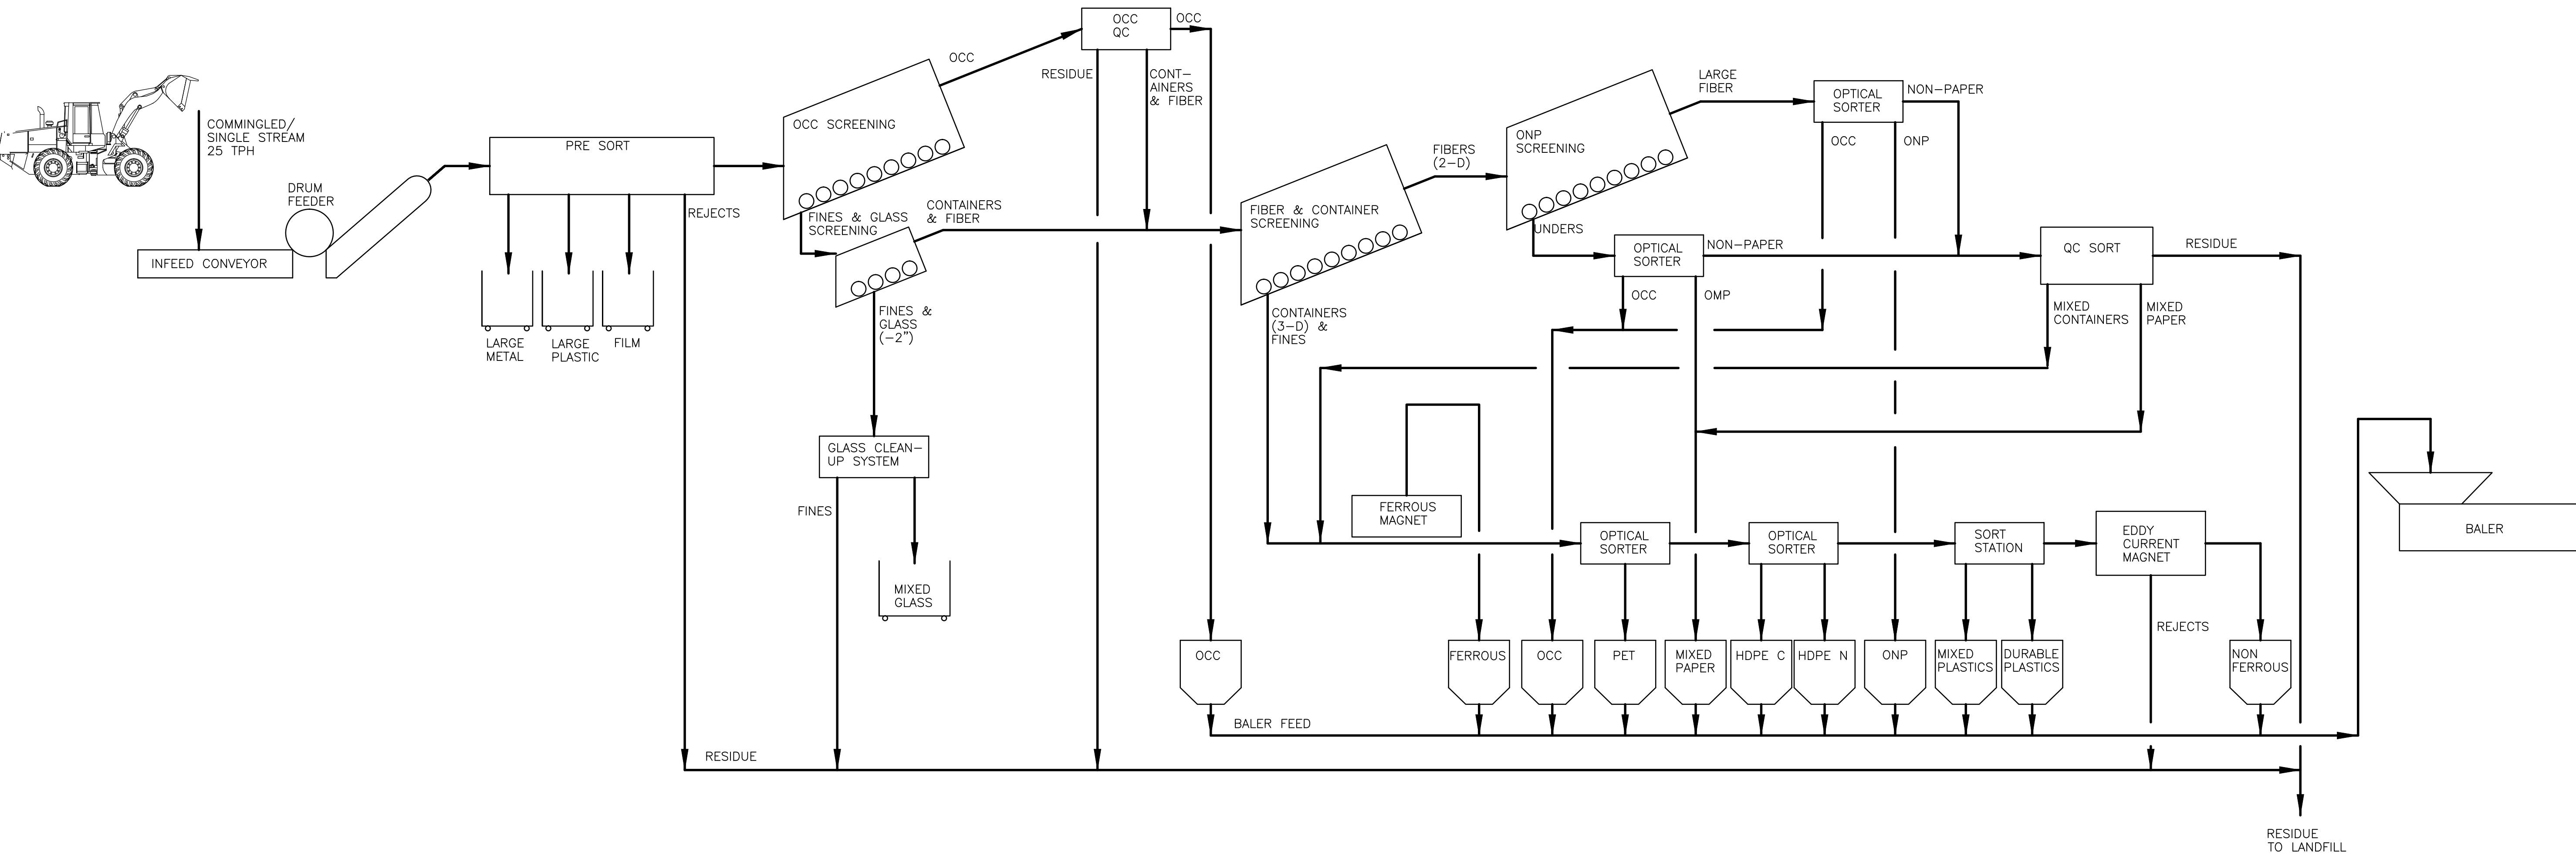 COMMINGLED/
SINGLE STREAM
25 TPH
INFEED CONVEYOR
DRUM
FEEDER
PRE SORT
REJECTS
LARGE
METAL
LARGE
PLASTIC
FILM
OCC SCREENING
OCC
FINES & GLASS
SCREENING
CONTAINERS
& FIBER
FINES &
GLASS
(-2")
GLASS CLEAN-
UP SYSTEM
FINES
MIXED
GLASS
OCC
QC
OCC
RESIDUE
CONT-
AINERS
& FIBER
FIBER & CONTAINER
SCREENING
FIBERS
(2-D)
CONTAINERS
(3-D) &
FINES
ONP
SCREENING
LARGE
FIBER
UNDERS
OPTICAL
SORTER
NON-PAPER
OCC
ONP
OPTICAL
SORTER
NON-PAPER
OCC
OMP
QC SORT
RESIDUE
MIXED
CONTAINERS
MIXED
PAPER
FERROUS
MAGNET
OPTICAL
SORTER
OPTICAL
SORTER
SORT
STATION
EDDY
CURRENT
MAGNET
REJECTS
BALER
OCC
FERROUS
OCC
PET
MIXED
PAPER
HDPE C
HDPE N
ONP
MIXED
PLASTICS
DURABLE
PLASTICS
NON
FERROUS
BALER FEED
RESIDUE
RESIDUE
TO LANDFILL